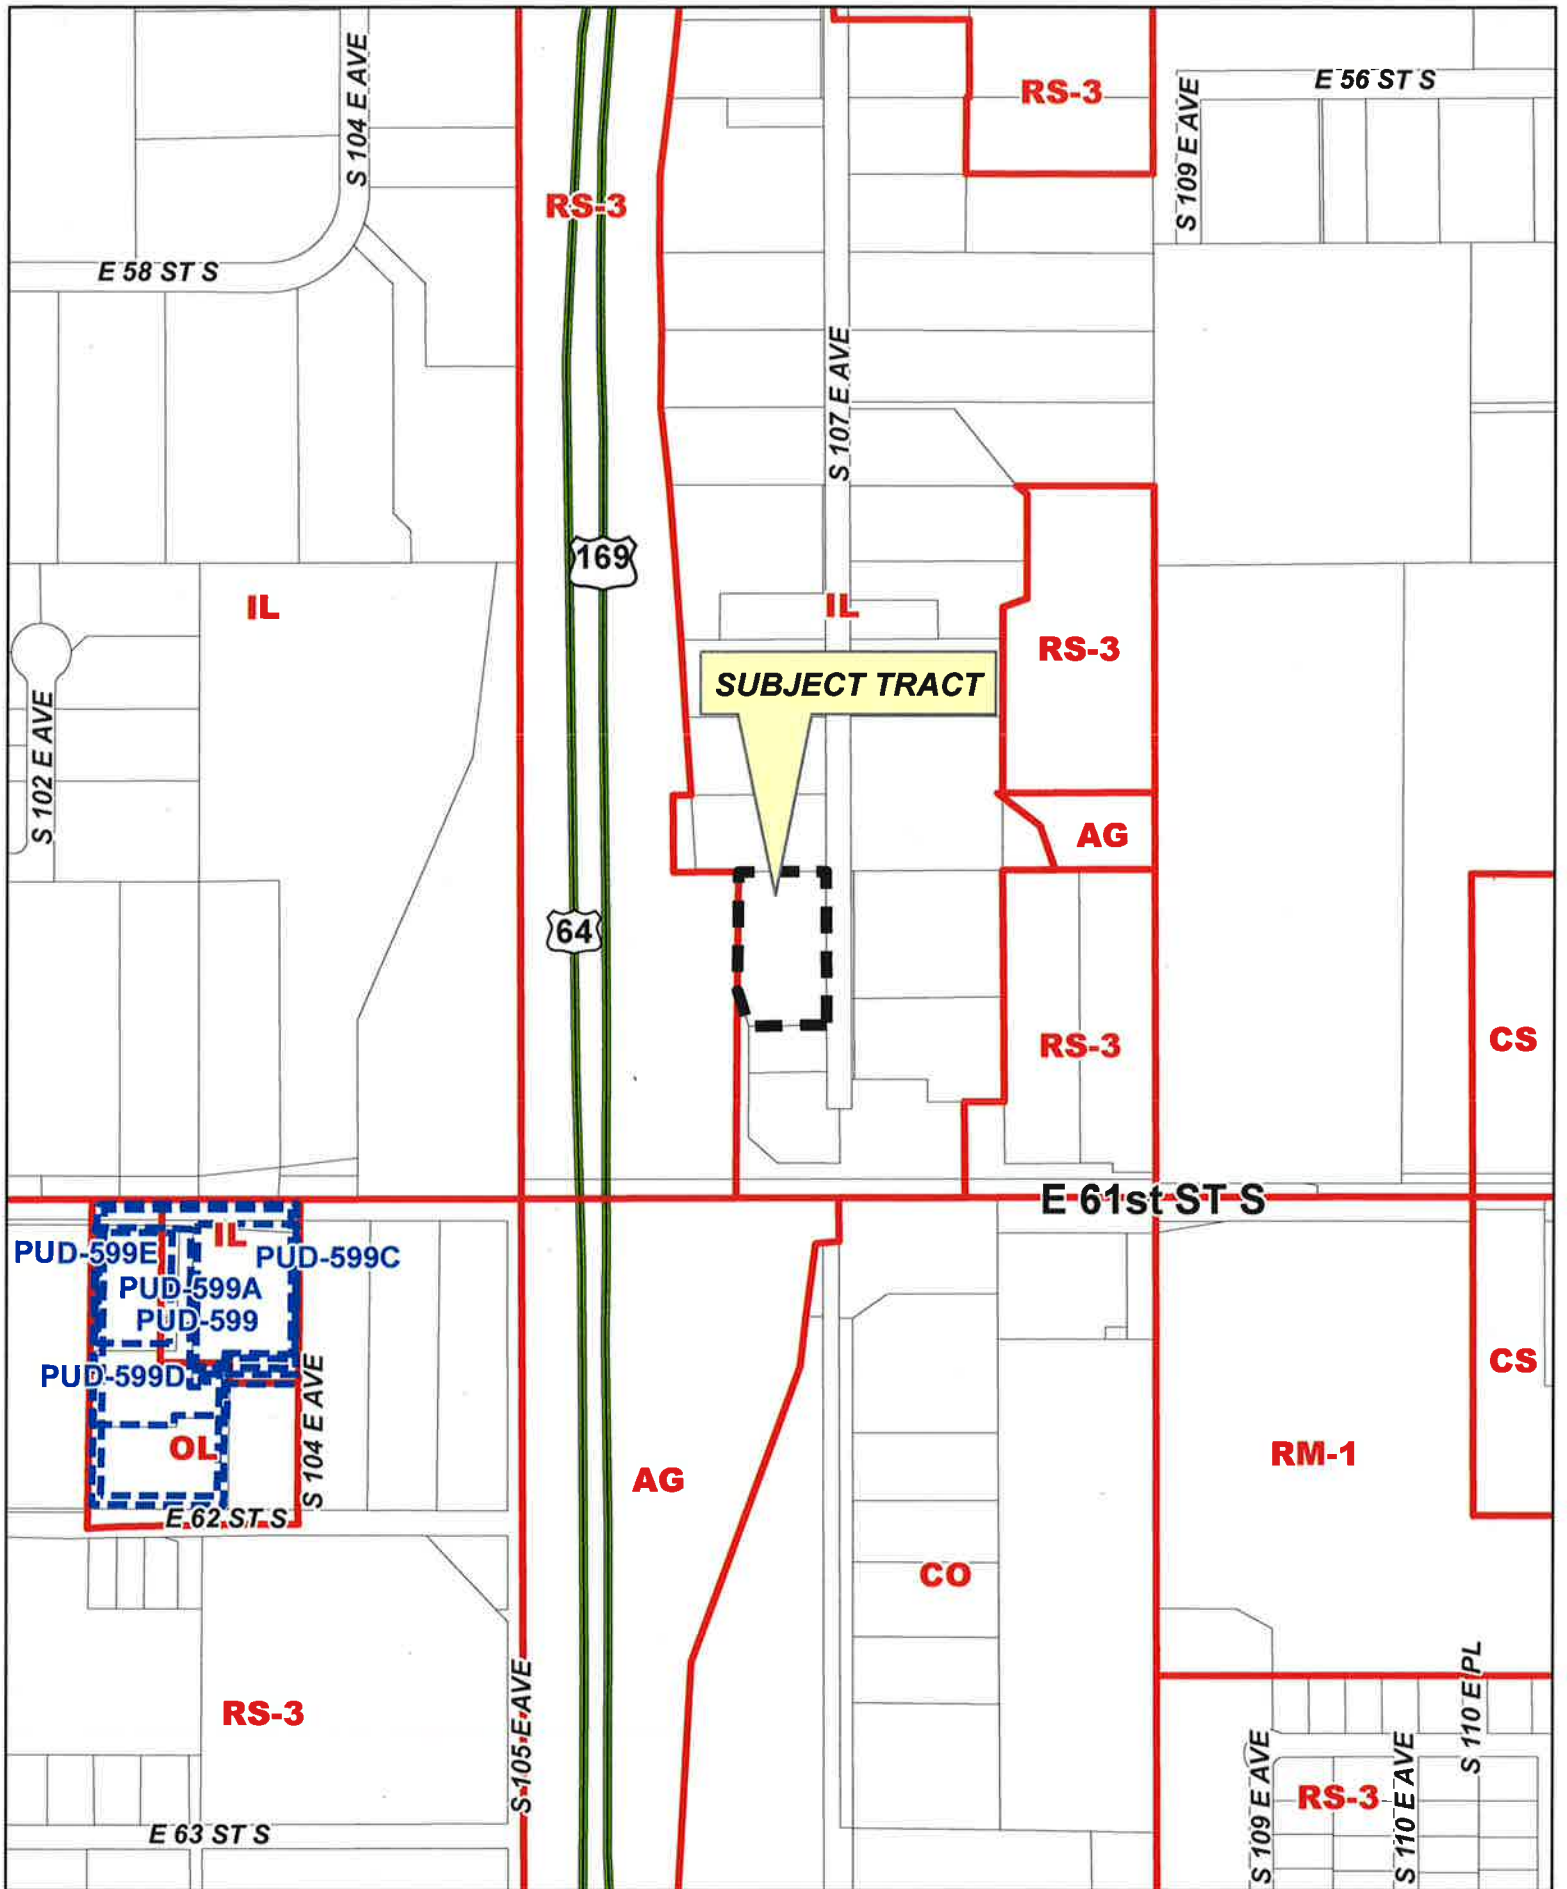 S 104 E AVE
RS-3
E 56 ST S
S 109 E AVE
RS-3
E 58 ST S
S 107 E AVE
169
IL
IL
RS-3
SUBJECT TRACT
S 102 E AVE
AG
64
CS
RS-3
E 61st ST S
IL
PUD-599E
PUD-599C
PUD-599A
PUD-599
CS
PUD-599D
S 104 E AVE
OL
RM-1
AG
E 62 ST S
CO
S 110 E PL
RS-3
S 105 E AVE
S 109 E AVE
RS-3
S 110 E AVE
E 63 ST S